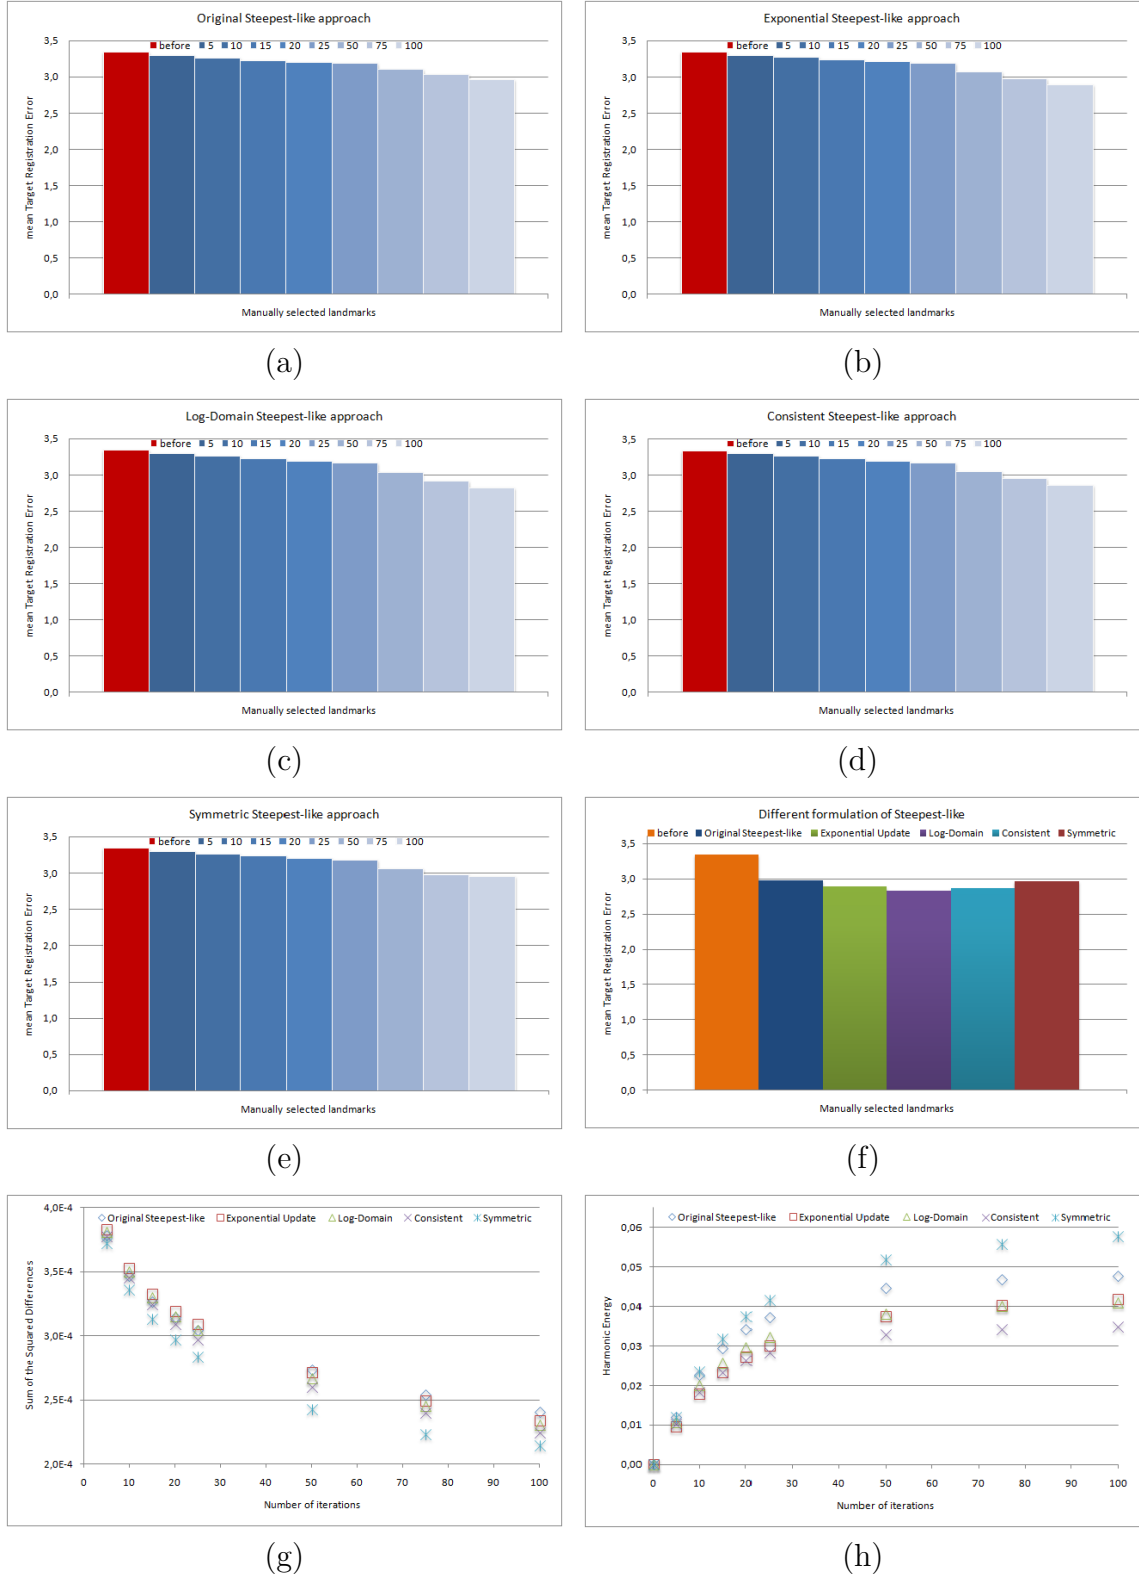 Original Steepest-like approach
before 5 10 15 20 25 50 75 100
3,5
3,0
2,5
2,0
1,5
1,0
0,5
0,0
mean Target Registration Error
Manually selected landmarks
(a)
Exponential Steepest-like approach
before 5 10 15 20 25 50 75 100
3,5
3,0
2,5
2,0
1,5
1,0
0,5
0,0
mean Target Registration Error
Manually selected landmarks
(b)
Log-Domain Steepest-like approach
before 5 10 15 20 25 50 75 100
3,5
3,0
2,5
2,0
1,5
1,0
0,5
0,0
mean Target Registration Error
Manually selected landmarks
(c)
Consistent Steepest-like approach
before 5 10 15 20 25 50 75 100
3,5
3,0
2,5
2,0
1,5
1,0
0,5
0,0
mean Target Registration Error
Manually selected landmarks
(d)
Symmetric Steepest-like approach
before 5 10 15 20 25 50 75 100
3,5
3,0
2,5
2,0
1,5
1,0
0,5
0,0
mean Target Registration Error
Manually selected landmarks
(e)
Different formulation of Steepest-like
before Original Steepest-like Exponential Update Log-Domain Consistent Symmetric
3,5
3,0
2,5
2,0
1,5
1,0
0,5
0,0
mean Target Registration Error
Manually selected landmarks
(f)
4,0E-4
3,5E-4
3,0E-4
2,5E-4
2,0E-4
Original Steepest-like Exponential Update Log-Domain Consistent Symmetric
Sum of the Squared Differences
0 10 20 30 40 50 60 70 80 90 100
Number of iterations
(g)
0,06
0,05
0,04
0,03
0,02
0,01
0,00
Original Steepest-like Exponential Update Log-Domain Consistent Symmetric
Harmonic Energy
0 10 20 30 40 50 60 70 80 90 100
Number of iterations
(h)